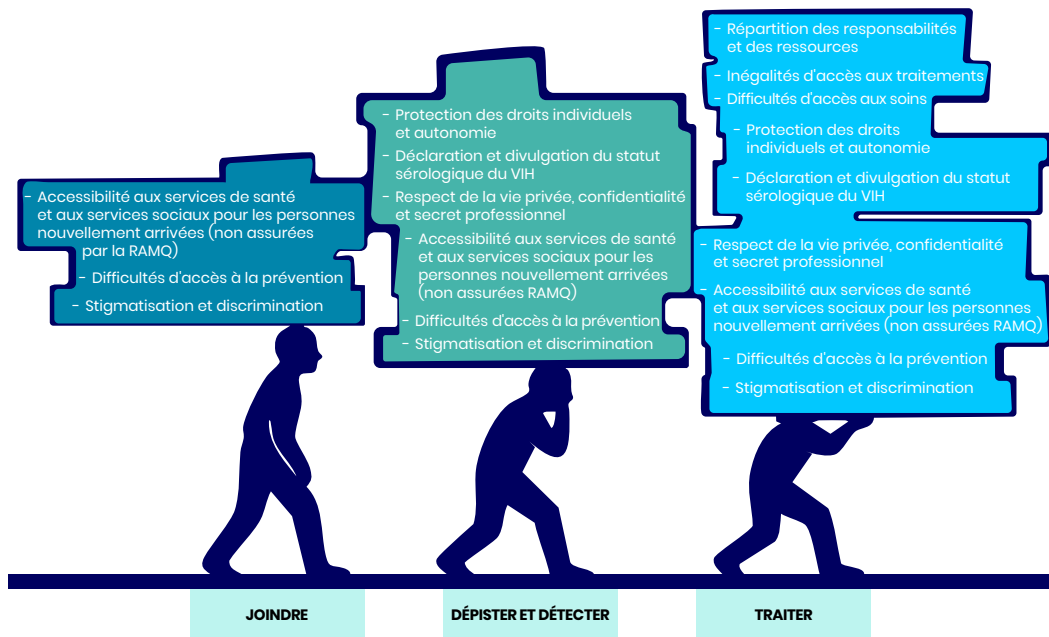 - Accessibilité aux services de santé
et aux services sociaux pour les personnes
nouvellement arrivées (non assurées
par la RAMQ)
- Difficultés d'accès à la prévention
- Stigmatisation et discrimination
- Protection des droits individuels
et autonomie
- Déclaration et divulgation du statut
sérologique du VIH
- Respect de la vie privée, confidentialité
et secret professionnel
- Accessibilité aux services de santé
et aux services sociaux pour les
personnes nouvellement arrivées
(non assurées RAMQ)
- Difficultés d'accès à la prévention
- Stigmatisation et discrimination
- Répartition des responsabilités
et des ressources
- Inégalités d'accès aux traitements
- Difficultés d'accès aux soins
- Protection des droits
individuels et autonomie
- Déclaration et divulgation du statut
sérologique du VIH
- Respect de la vie privée, confidentialité
et secret professionnel
- Accessibilité aux services de santé
et aux services sociaux pour les personnes
nouvellement arrivées (non assurées RAMQ)
- Difficultés d'accès à la prévention
- Stigmatisation et discrimination
JOINDRE
DÉPISTER ET DÉTECTER
TRAITER